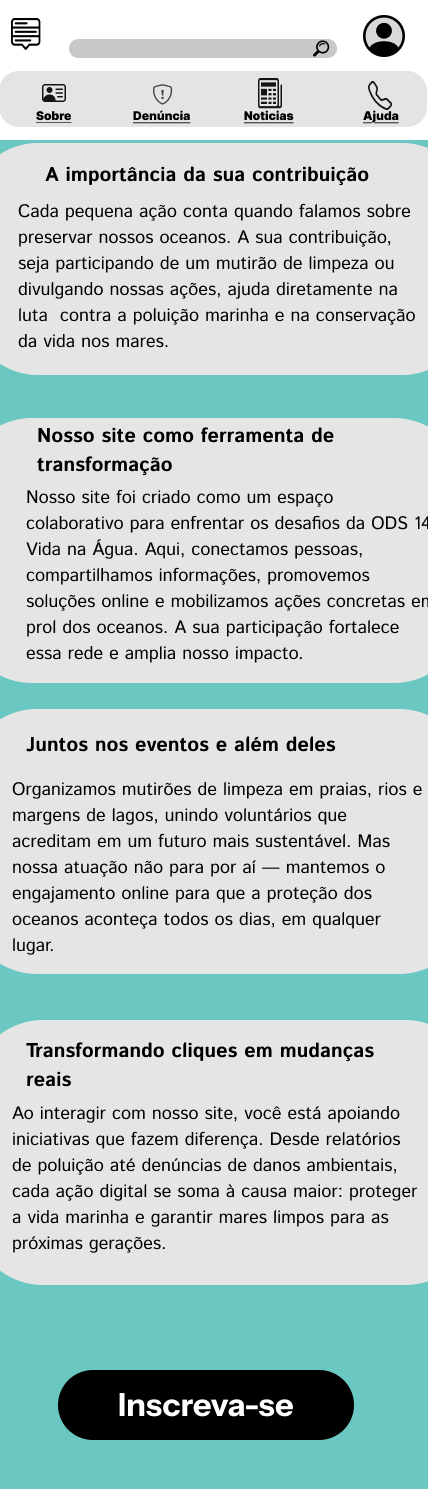 Sobre
Denúncia
Noticias
Ajuda
A importância da sua contribuição
Cada pequena ação conta quando falamos sobre
preservar nossos oceanos. A sua contribuição,
seja participando de um mutirão de limpeza ou
divulgando nossas ações, ajuda diretamente na
luta  contra a poluição marinha e na conservação
da vida nos mares.
Nosso site como ferramenta de
transformação
Nosso site foi criado como um espaço
colaborativo para enfrentar os desafios da ODS 14
Vida na Água. Aqui, conectamos pessoas,
compartilhamos informações, promovemos
soluções online e mobilizamos ações concretas em
prol dos oceanos. A sua participação fortalece
essa rede e amplia nosso impacto.
Juntos nos eventos e além deles
Organizamos mutirões de limpeza em praias, rios e
margens de lagos, unindo voluntários que
acreditam em um futuro mais sustentável. Mas
nossa atuação não para por aí — mantemos o
engajamento online para que a proteção dos
oceanos aconteça todos os dias, em qualquer
lugar.
Transformando cliques em mudanças
reais
Ao interagir com nosso site, você está apoiando
iniciativas que fazem diferença. Desde relatórios
de poluição até denúncias de danos ambientais,
cada ação digital se soma à causa maior: proteger
a vida marinha e garantir mares limpos para as
próximas gerações.
Inscreva-se